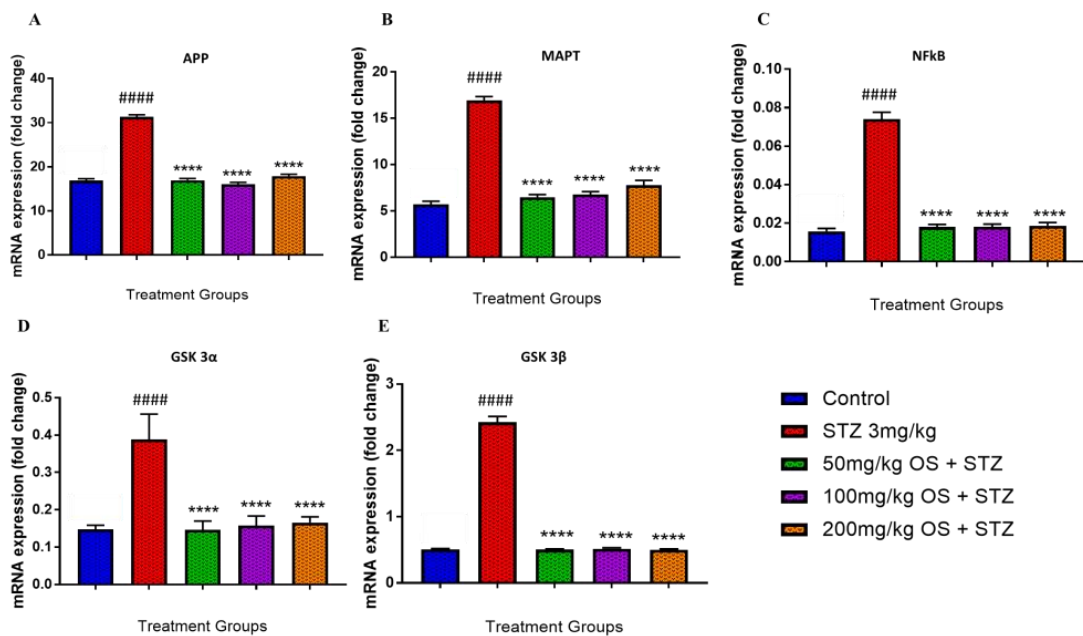 A
APP
mRNA expression (fold change)
40
30
20
10
0
####
****
****
****
Treatment Groups
B
MAPT
mRNA expression (fold change)
20
15
10
5
0
####
****
****
****
Treatment Groups
C
NFkB
mRNA expression (fold change)
0.10
0.08
0.06
0.04
0.02
0.00
####
****
****
****
Treatment Groups
D
GSK 3α
mRNA expression (fold change)
0.5
0.4
0.3
0.2
0.1
0.0
####
****
****
****
Treatment Groups
E
GSK 3β
mRNA expression (fold change)
3
2
1
0
####
****
****
****
Treatment Groups
Control
STZ 3mg/kg
50mg/kg OS + STZ
100mg/kg OS + STZ
200mg/kg OS + STZ